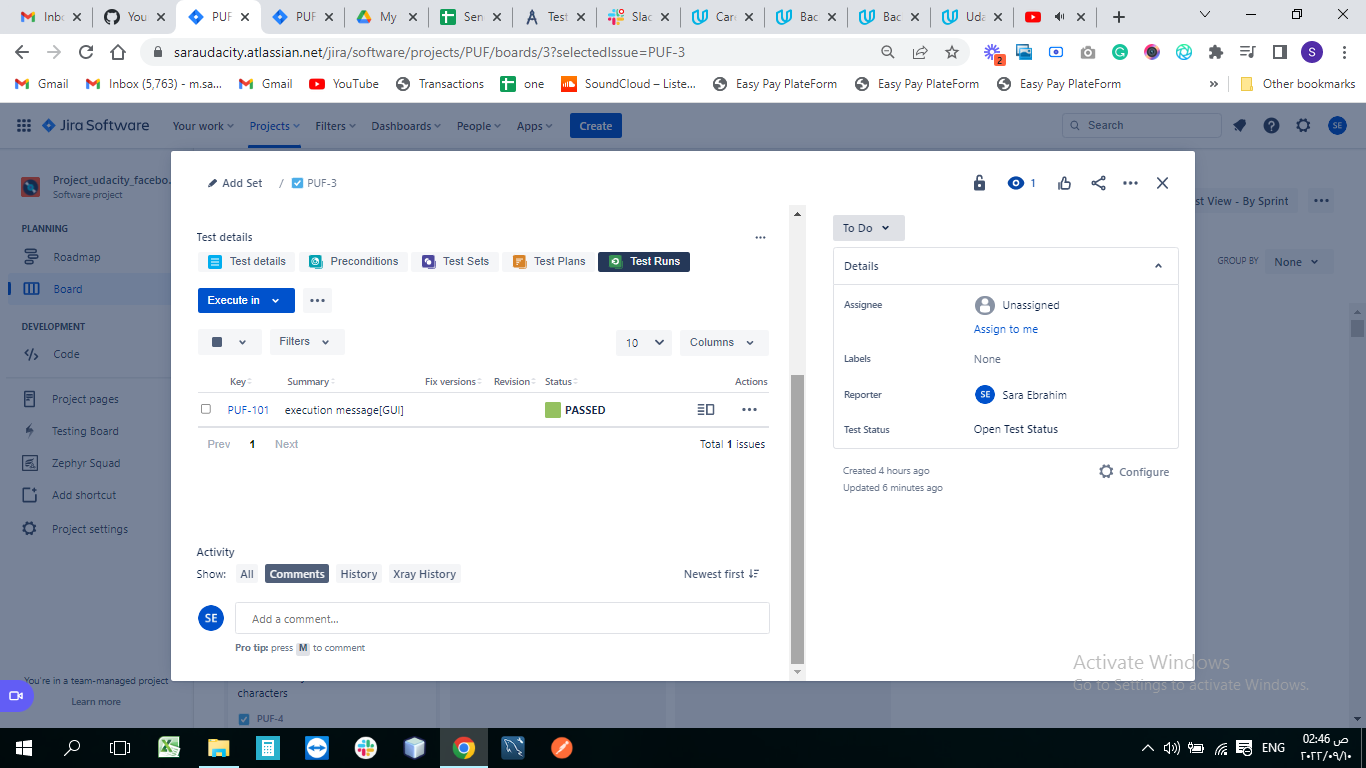 Inb You PUF PUF My Sen Test Slac Car Bac Bac Uda
saraudacity.atlassian.net/jira/software/projects/PUF/boards/3?selectedIssue=PUF-3
2
S
Gmail Inbox (5,763) - m.sa... Gmail YouTube Transactions one SoundCloud – Liste... Easy Pay PlateForm Easy Pay PlateForm Easy Pay PlateForm » Other bookmarks
Jira Software Your work Projects Filters Dashboards People Apps Create Search SE
Project_udacity_facebo.
Software project
PLANNING
Roadmap
Board
DEVELOPMENT
Code
Project pages
Testing Board
Zephyr Squad
Add shortcut
Project settings
You're in a team-managed project
Learn more
st View - By Sprint
GROUP BY None
Add Set / PUF-3
1
Test details
Test details Preconditions Test Sets Test Plans Test Runs
Execute in
Filters 10 Columns
Key Summary Fix versions Revision Status Actions
PUF-101 execution message[GUI] PASSED
Prev 1 Next Total 1 issues
Activity
Show: All Comments History Xray History Newest first
SE Add a comment...
Pro tip: press M to comment
To Do
Details
Assignee Unassigned
Assign to me
Labels None
Reporter SE Sara Ebrahim
Test Status Open Test Status
Created 4 hours ago
Updated 6 minutes ago
Configure
characters
PUF-4
Activate Windows
Go to Settings to activate Windows.
ENG
02:46 ص
٢٠٢٢/٠٩/١٠